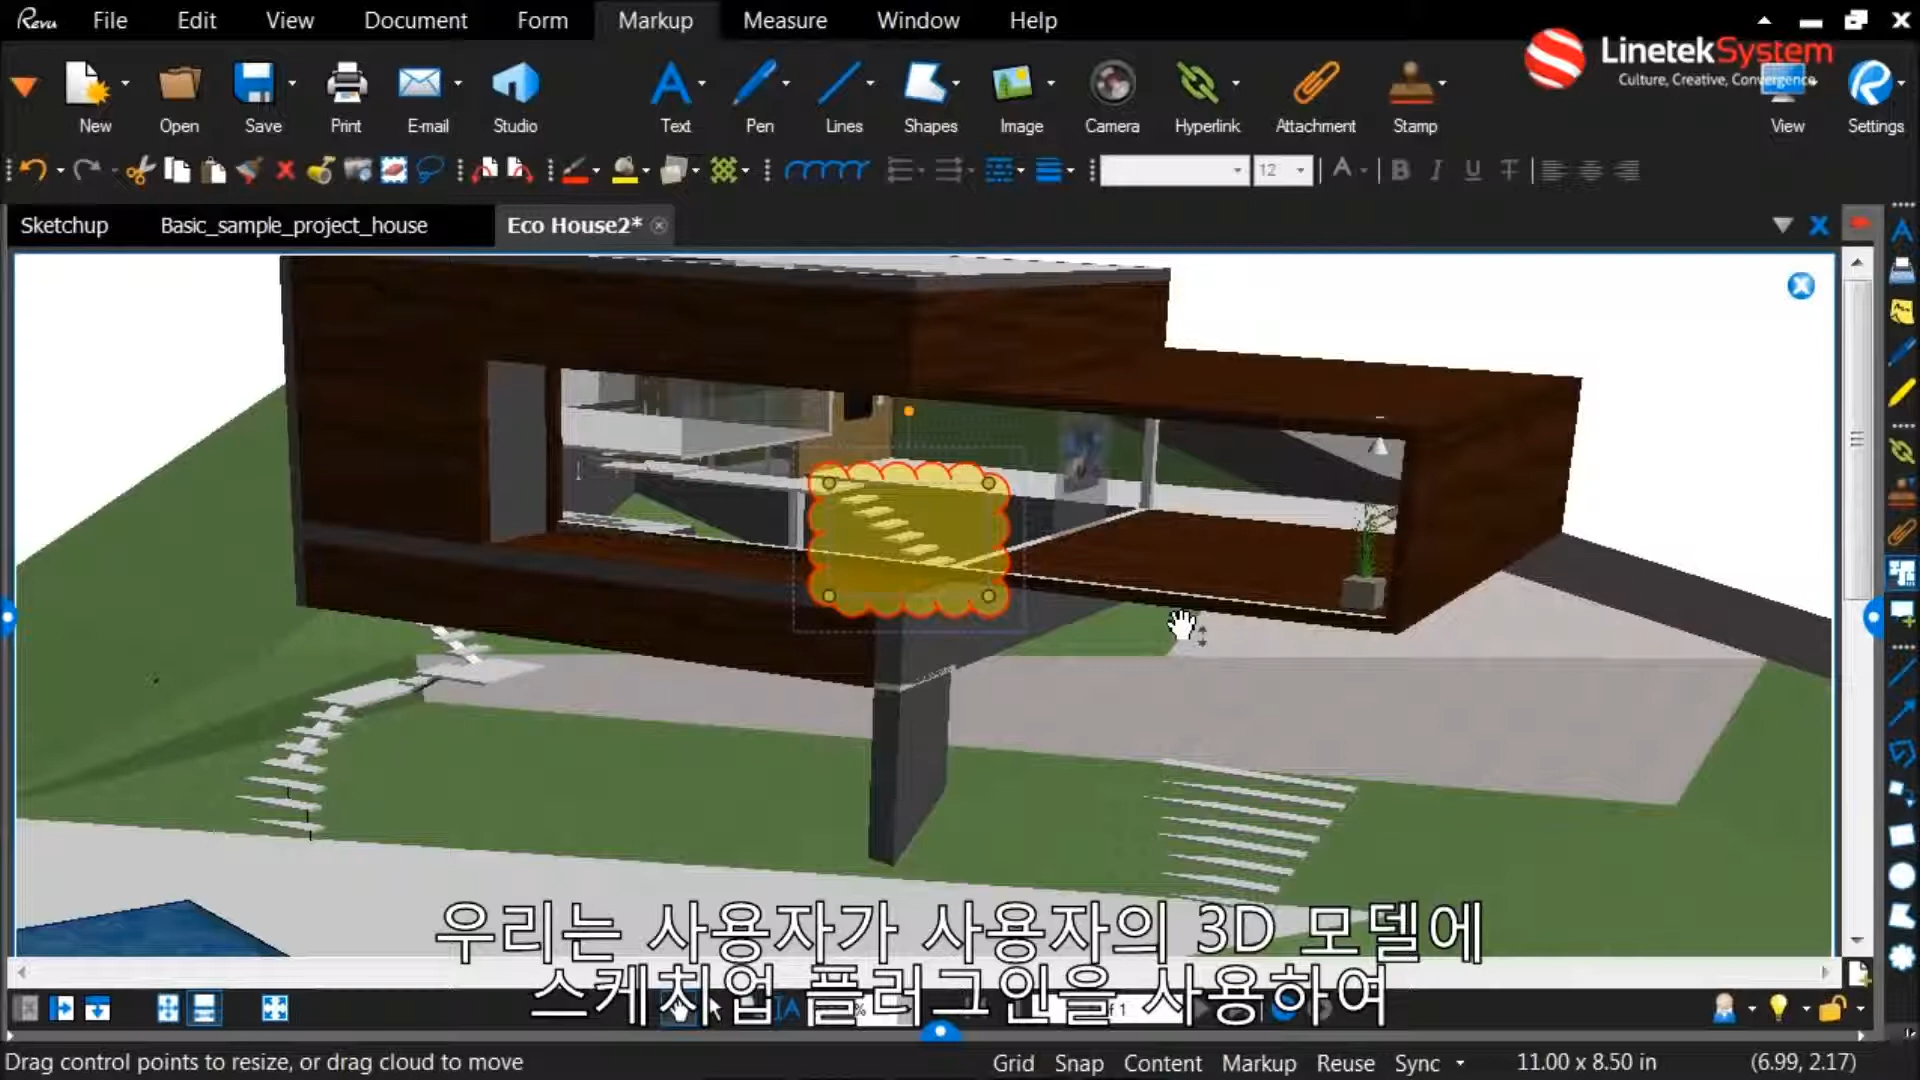 Revu File Edit View Document Form Markup Measure Window Help
LinetekSystem
Culture, Creative, Convergence
New Open Save Print E-mail Studio Text Pen Lines Shapes Image Camera Hyperlink Attachment Stamp View Settings
12 A B I U T
Sketchup Basic_sample_project_house Eco House2*
우리는 사용자가 사용자의 3D 모델에
스케치업 플러그인을 사용하여
Drag control points to resize, or drag cloud to move Grid Snap Content Markup Reuse Sync 11.00 x 8.50 in (6.99, 2.17)